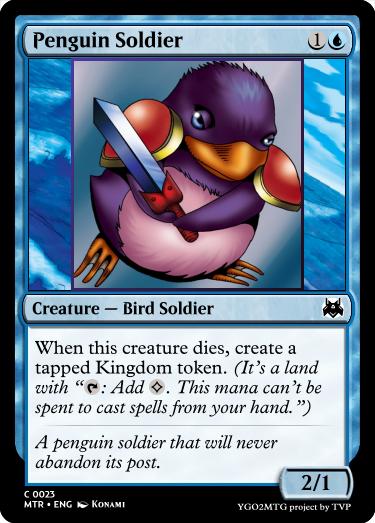 Penguin Soldier 1
Creature — Bird Soldier
When this creature dies, create a
tapped Kingdom token. (It's a land
with “: Add . This mana can't be
spent to cast spells from your hand.”)
A penguin soldier that will never
abandon its post.
2/1
C 0023
MTR • ENG Konami
YGO2MTG project by TVP